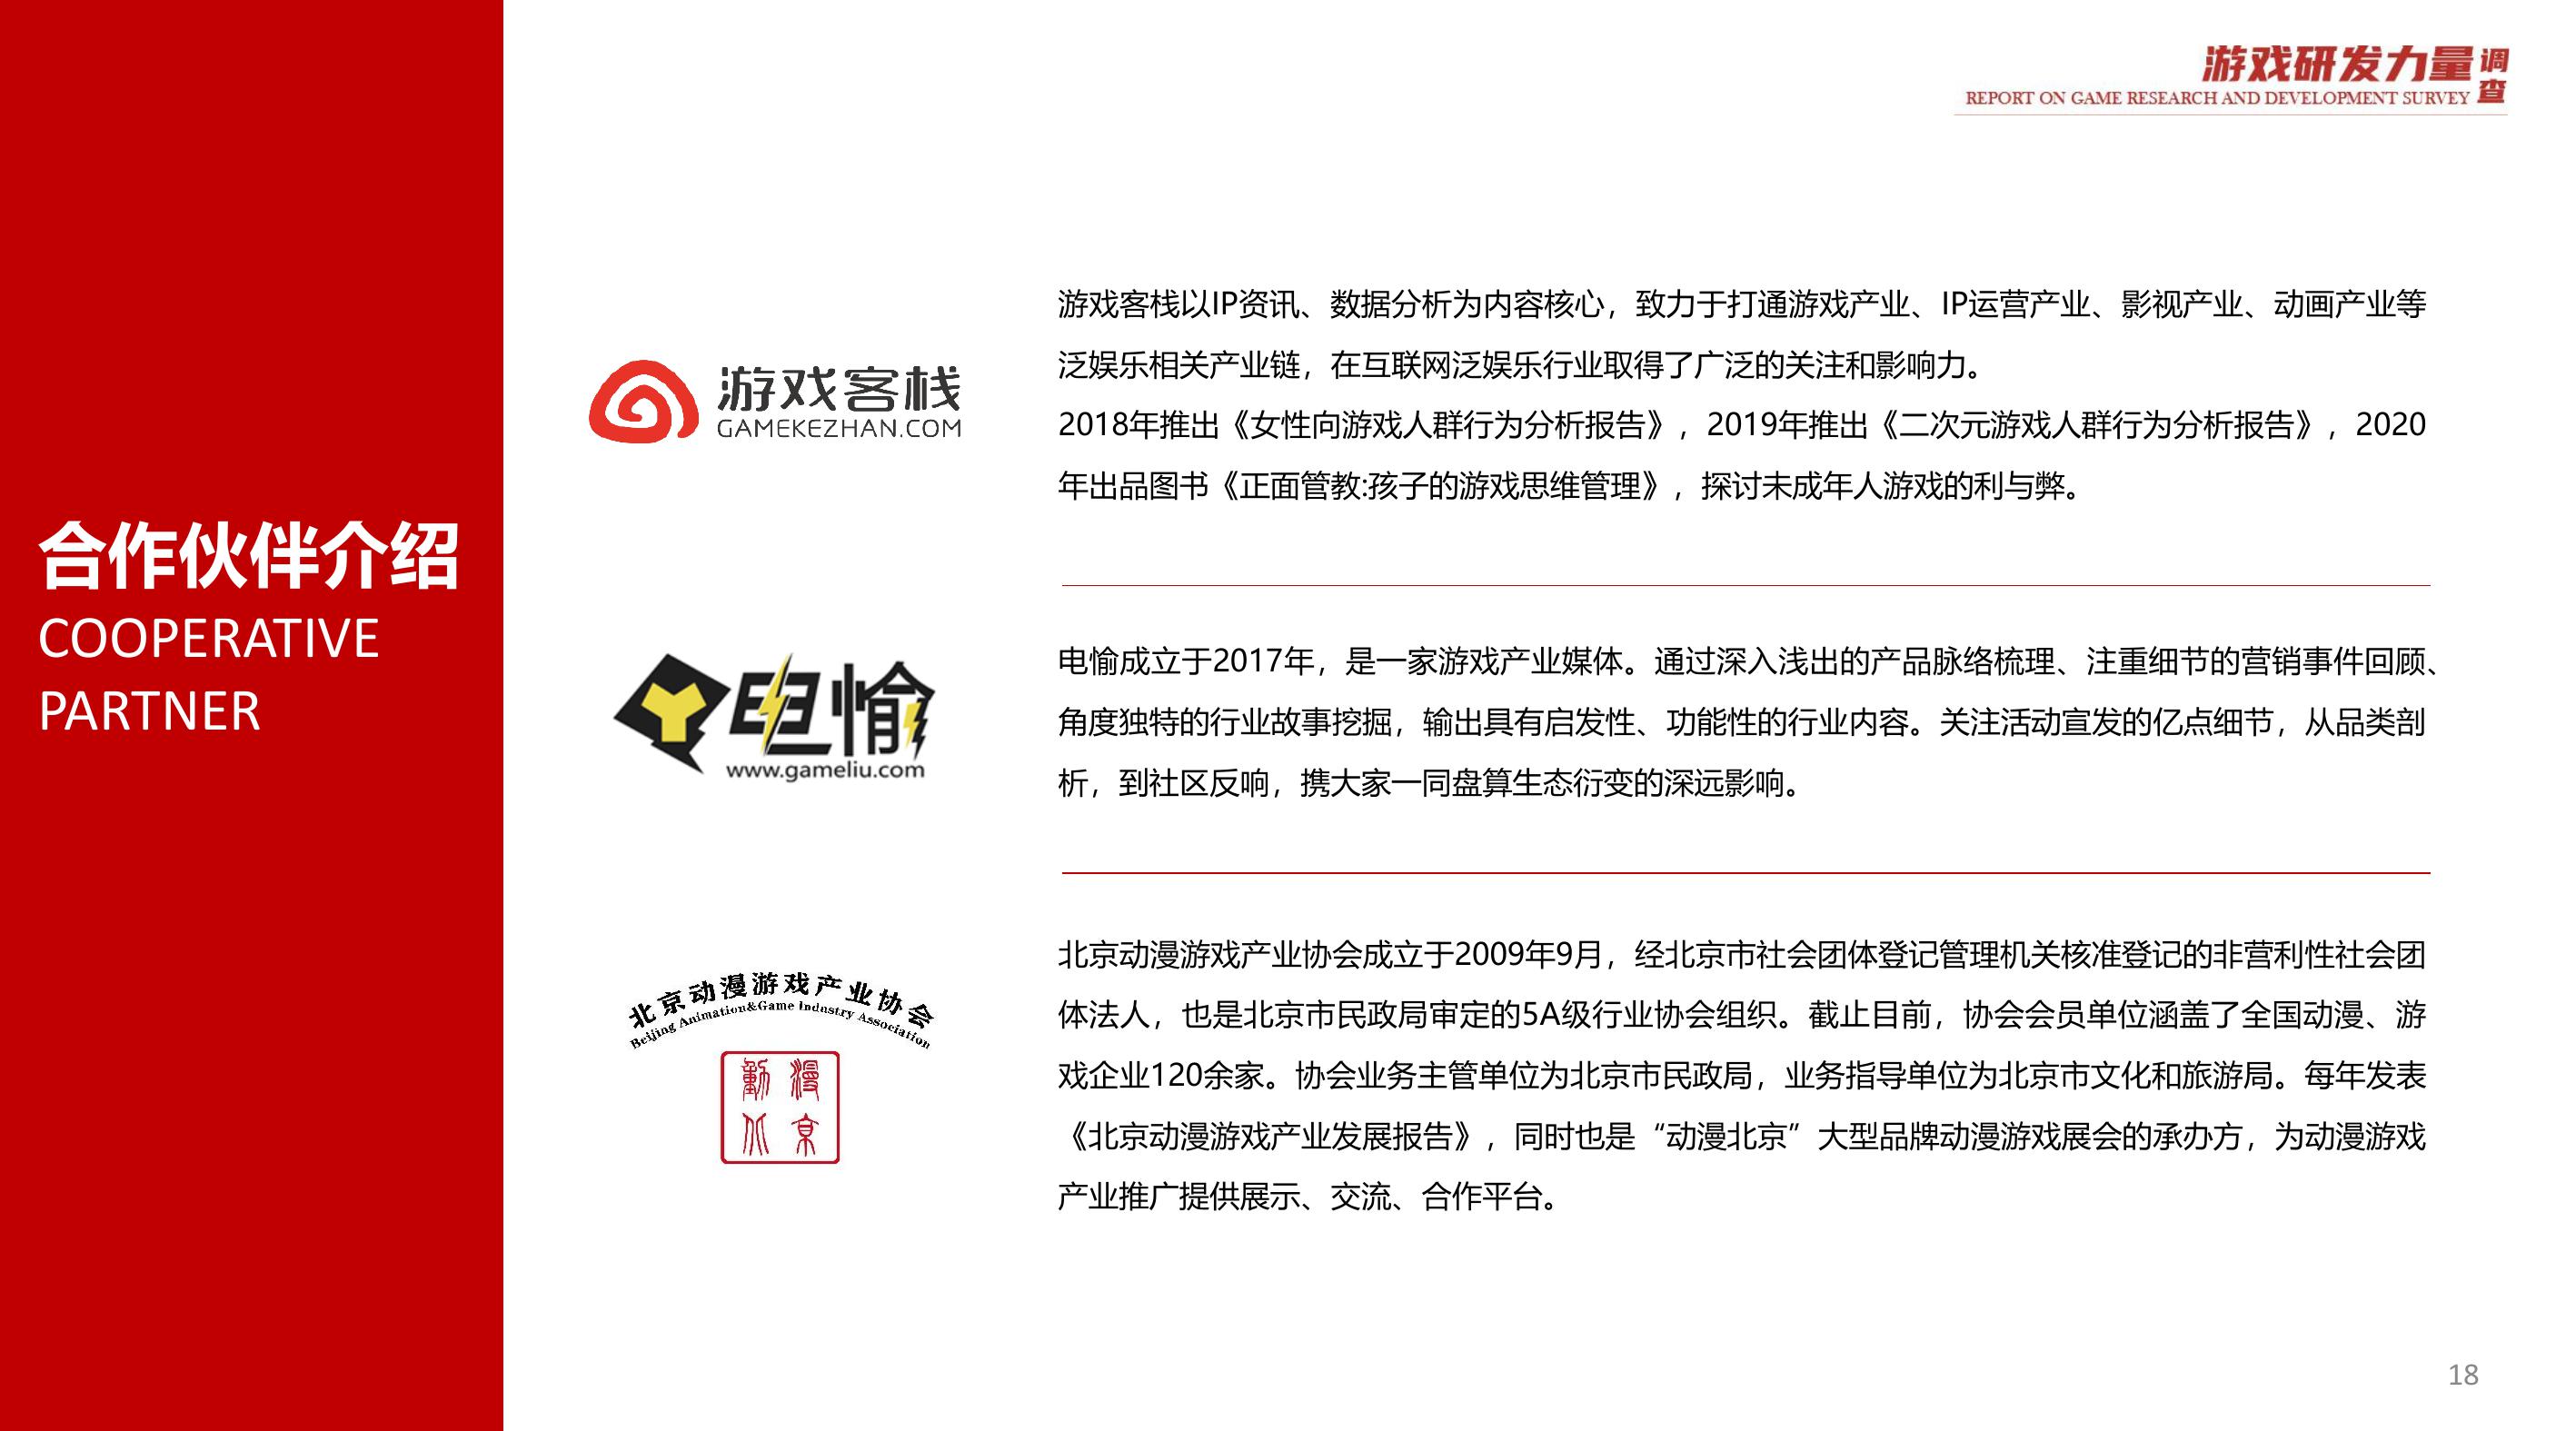 游戏研发力量调查
REPORT ON GAME RESEARCH AND DEVELOPMENT SURVEY
合作伙伴介绍
COOPERATIVE
PARTNER
游戏客栈
GAMEKEZHAN.COM
游戏客栈以IP资讯、数据分析为内容核心，致力于打通游戏产业、IP运营产业、影视产业、动画产业等
泛娱乐相关产业链，在互联网泛娱乐行业取得了广泛的关注和影响力。
2018年推出《女性向游戏人群行为分析报告》，2019年推出《二次元游戏人群行为分析报告》，2020
年出品图书《正面管教:孩子的游戏思维管理》，探讨未成年人游戏的利与弊。
电愉
www.gameliu.com
电愉成立于2017年，是一家游戏产业媒体。通过深入浅出的产品脉络梳理、注重细节的营销事件回顾、
角度独特的行业故事挖掘，输出具有启发性、功能性的行业内容。关注活动宣发的亿点细节，从品类剖
析，到社区反响，携大家一同盘算生态衍变的深远影响。
北京动漫游戏产业协会
Beijing Animation&Game Industry Association
動漫
北京
北京动漫游戏产业协会成立于2009年9月，经北京市社会团体登记管理机关核准登记的非营利性社会团
体法人，也是北京市民政局审定的5A级行业协会组织。截止目前，协会会员单位涵盖了全国动漫、游
戏企业120余家。协会业务主管单位为北京市民政局，业务指导单位为北京市文化和旅游局。每年发表
《北京动漫游戏产业发展报告》，同时也是“动漫北京”大型品牌动漫游戏展会的承办方，为动漫游戏
产业推广提供展示、交流、合作平台。
18